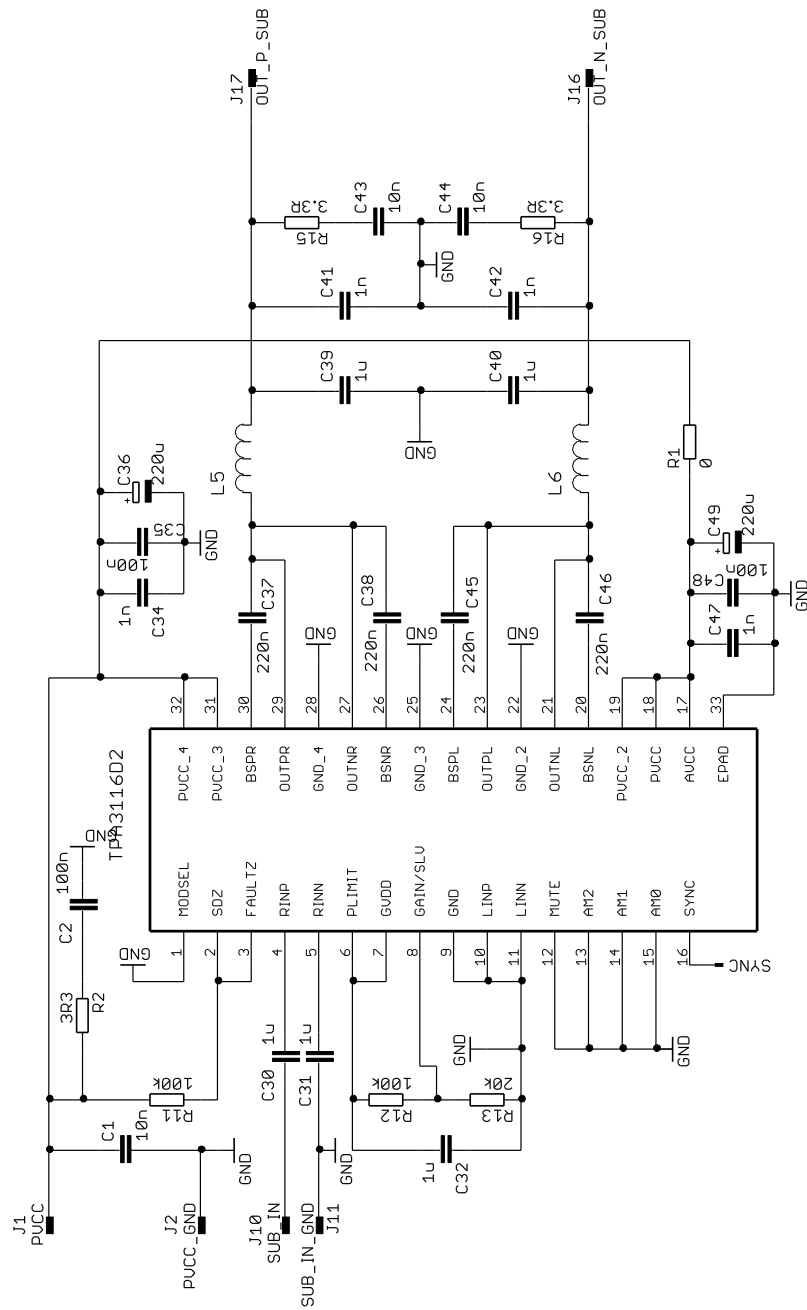 J1
PVCC
J2
PVCC_GND
J10
SUB_IN
J11
SUB_IN_GND
C1
10n
GND
R11
100k
3R3
R2
C2
100n
GND
C30
1u
C31
1u
GND
R12
100k
R13
20k
1u
C32
GND
GND
GND
SYNC
TPA3116D2
1
MODSEL
2
SDZ
3
FAULTZ
4
RINP
5
RINN
6
PLIMIT
7
GVDD
8
GAIN/SLV
9
GND
10
LINP
11
LINN
12
MUTE
13
AM2
14
AM1
15
AM0
16
SYNC
PVCC_4
32
PVCC_3
31
BSPR
30
OUTPR
29
GND_4
28
OUTNR
27
BSNR
26
GND_3
25
BSPL
24
OUTPL
23
GND_2
22
OUTNL
21
BSNL
20
PVCC_2
19
PVCC
18
AVCC
17
EPAD
33
1n
C34
100n
C35
C36
220u
GND
220n
C37
GND
220n
C38
GND
220n
C45
GND
220n
C46
C47
1n
C48
100n
C49
220u
GND
R1
0
L5
L6
GND
C39
1u
C40
1u
C41
1n
C42
1n
GND
R15
3.3R
C43
10n
C44
10n
R16
3.3R
J17
OUT_P_SUB
J16
OUT_N_SUB